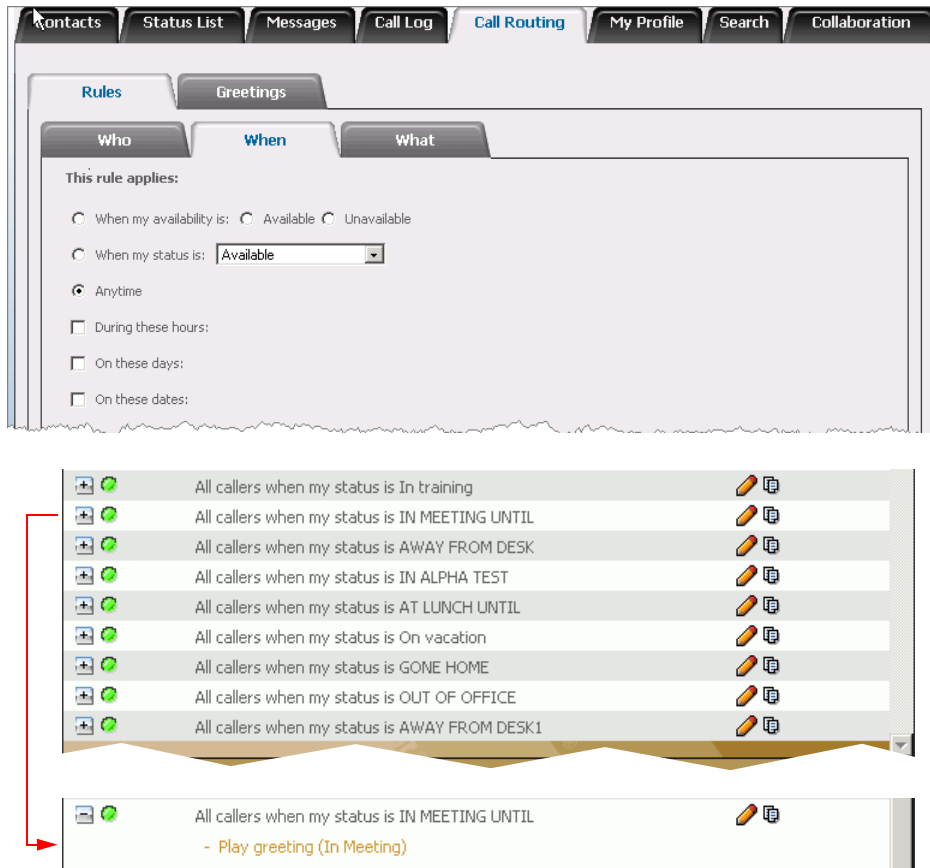 Contacts Status List Messages Call Log Call Routing My Profile Search Collaboration
Rules Greetings
Who When What
This rule applies:
When my availability is: Available Unavailable
When my status is: Available
Anytime
During these hours:
On these days:
On these dates:
All callers when my status is In training
All callers when my status is IN MEETING UNTIL
All callers when my status is AWAY FROM DESK
All callers when my status is IN ALPHA TEST
All callers when my status is AT LUNCH UNTIL
All callers when my status is On vacation
All callers when my status is GONE HOME
All callers when my status is OUT OF OFFICE
All callers when my status is AWAY FROM DESK1
All callers when my status is IN MEETING UNTIL
- Play greeting (In Meeting)